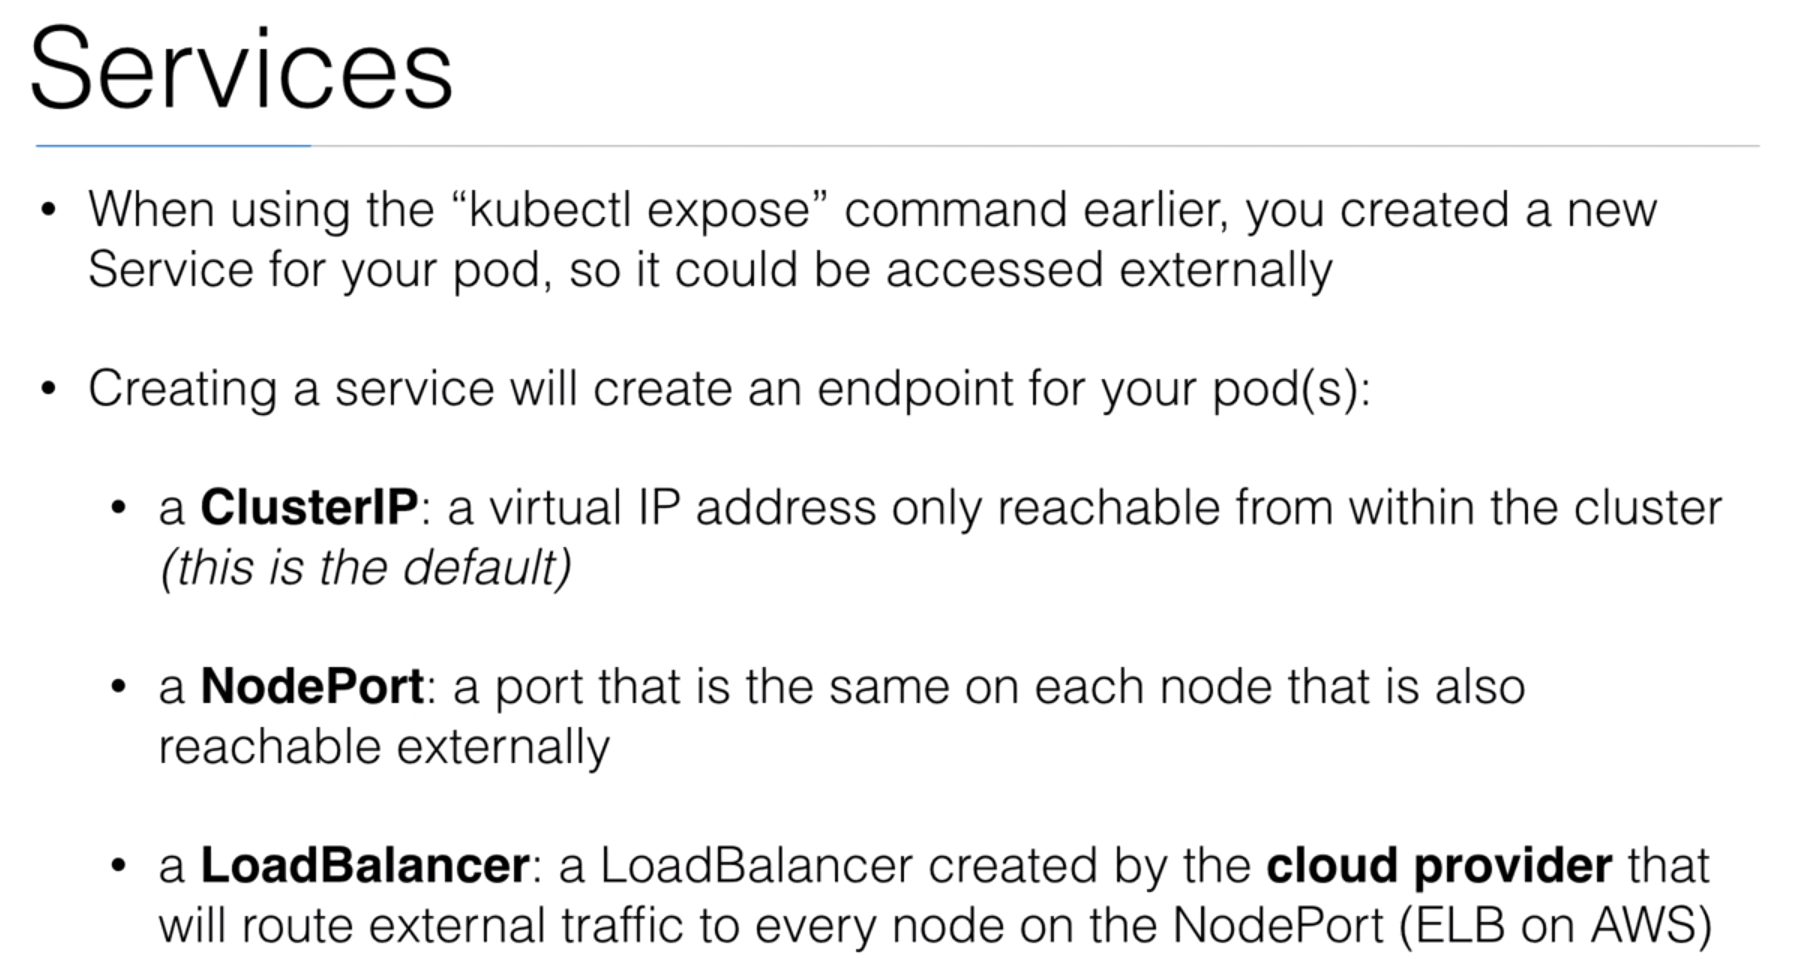 Services
• When using the “kubectl expose” command earlier, you created a new
Service for your pod, so it could be accessed externally
• Creating a service will create an endpoint for your pod(s):
• a ClusterIP: a virtual IP address only reachable from within the cluster
(this is the default)
• a NodePort: a port that is the same on each node that is also
reachable externally
• a LoadBalancer: a LoadBalancer created by the cloud provider that
will route external traffic to every node on the NodePort (ELB on AWS)